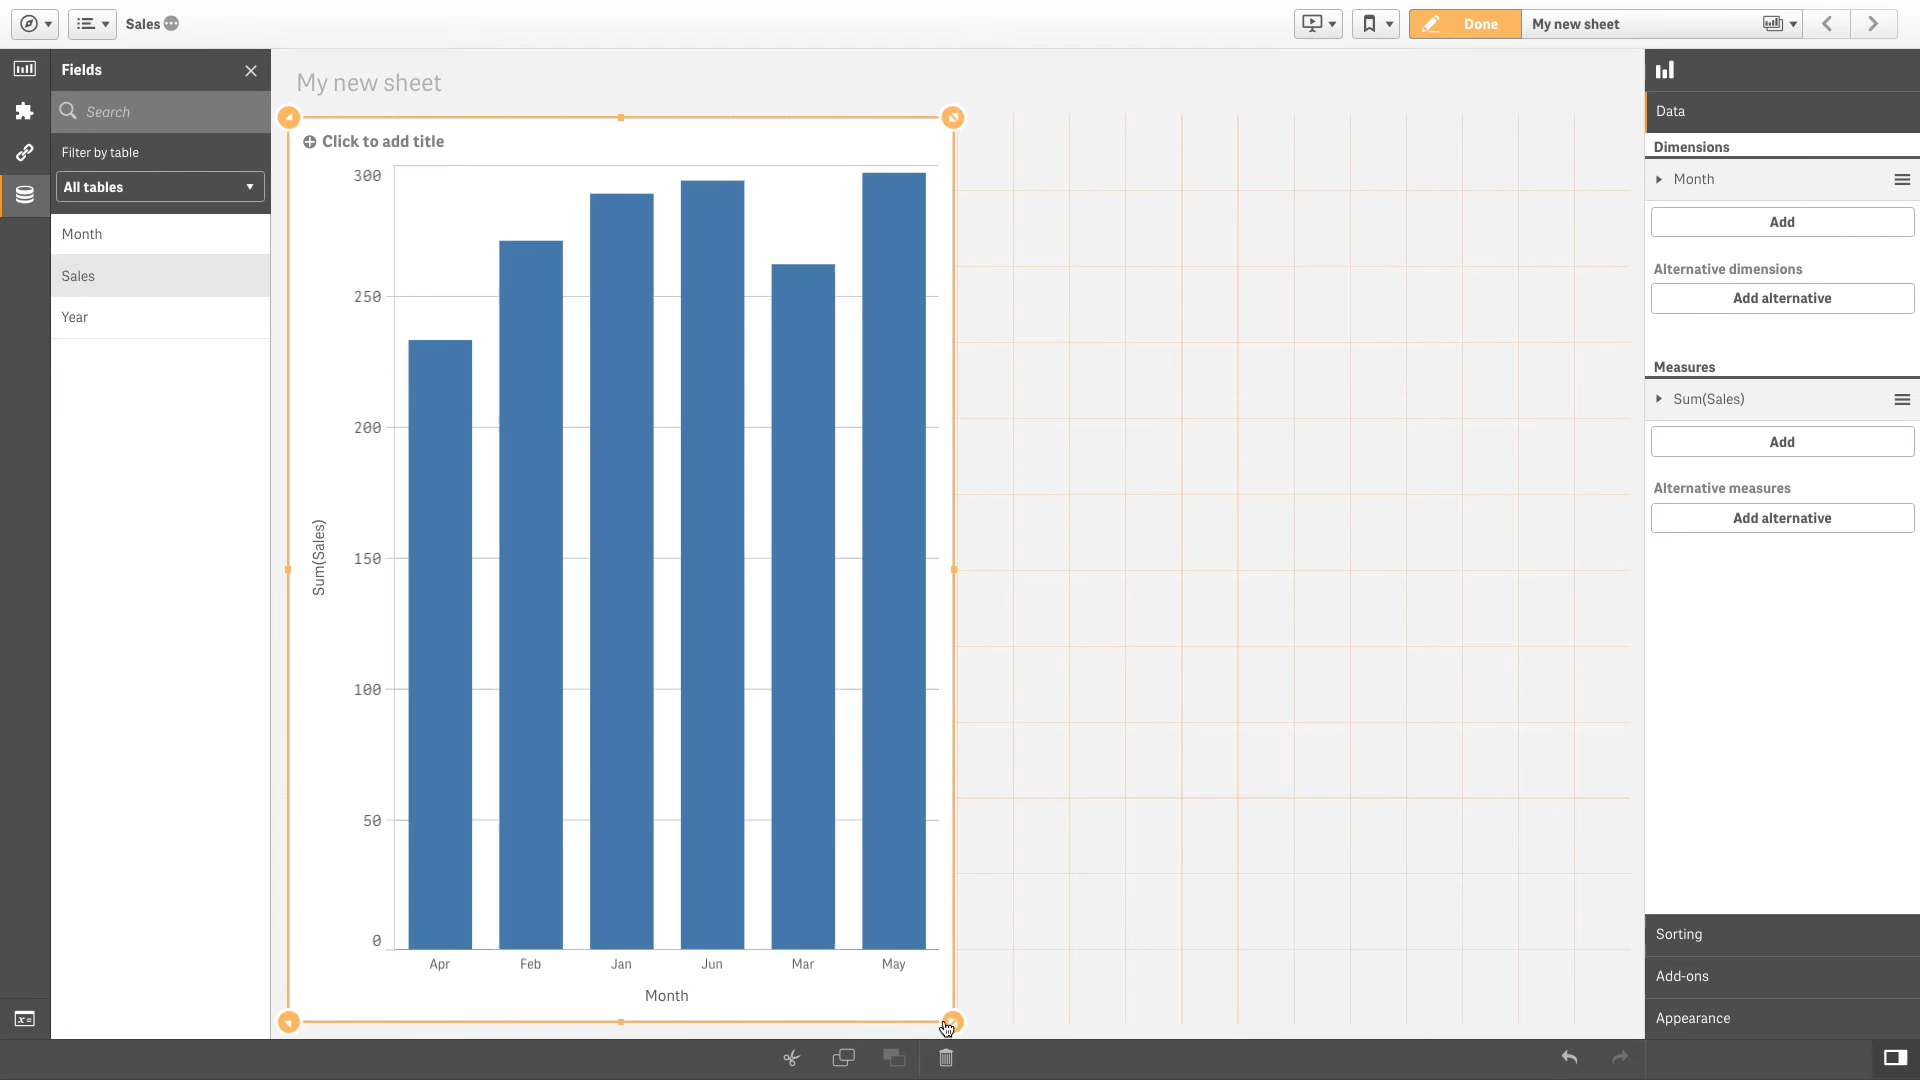 Sales
Done
My new sheet
Fields
Search
Filter by table
All tables
Month
Sales
Year
My new sheet
Click to add title
300
250
200
150
100
50
0
Sum(Sales)
Apr Feb Jan Jun Mar May
Month
Data
Dimensions
Month
Add
Alternative dimensions
Add alternative
Measures
Sum(Sales)
Add
Alternative measures
Add alternative
Sorting
Add-ons
Appearance
x=